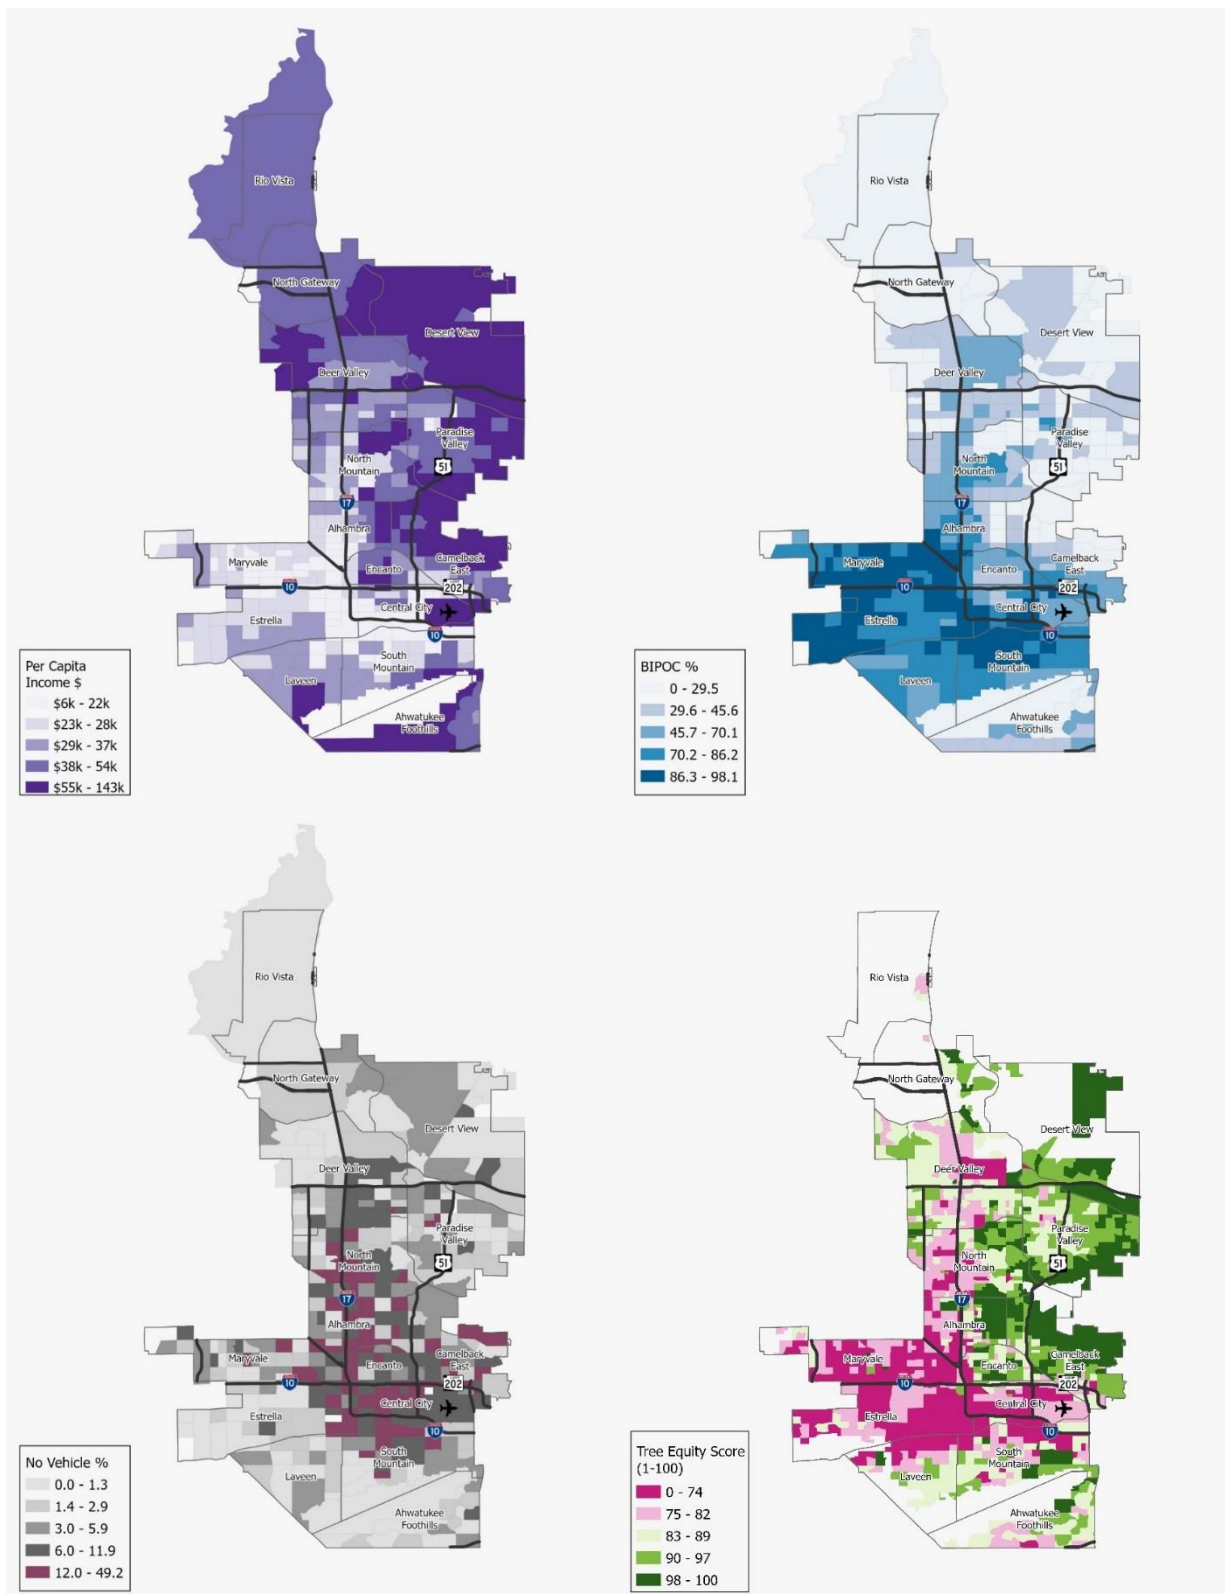 Rio Vista
North Gateway
Desert View
Deer Valley
Paradise
Valley
North
Mountain
51
17
Alhambra
Maryvale
Encanto
Camelback
East
10
202
Central City
Estrella
10
South
Mountain
Laveen
Ahwatukee
Foothills
Per Capita
Income $
$6k - 22k
$23k - 28k
$29k - 37k
$38k - 54k
$55k - 143k
Rio Vista
North Gateway
Desert View
Deer Valley
Paradise
Valley
North
Mountain
51
17
Alhambra
Maryvale
Encanto
Camelback
East
10
202
Central City
Estrella
10
South
Mountain
Laveen
Ahwatukee
Foothills
BIPOC %
0 - 29.5
29.6 - 45.6
45.7 - 70.1
70.2 - 86.2
86.3 - 98.1
Rio Vista
North Gateway
Desert View
Deer Valley
Paradise
Valley
North
Mountain
51
17
Alhambra
Maryvale
Encanto
Camelback
East
10
202
Central City
Estrella
10
South
Mountain
Laveen
Ahwatukee
Foothills
No Vehicle %
0.0 - 1.3
1.4 - 2.9
3.0 - 5.9
6.0 - 11.9
12.0 - 49.2
Rio Vista
North Gateway
Desert View
Deer Valley
Paradise
Valley
North
Mountain
51
17
Alhambra
Maryvale
Encanto
Camelback
East
10
202
Central City
Estrella
10
South
Mountain
Laveen
Ahwatukee
Foothills
Tree Equity Score
(1-100)
0 - 74
75 - 82
83 - 89
90 - 97
98 - 100